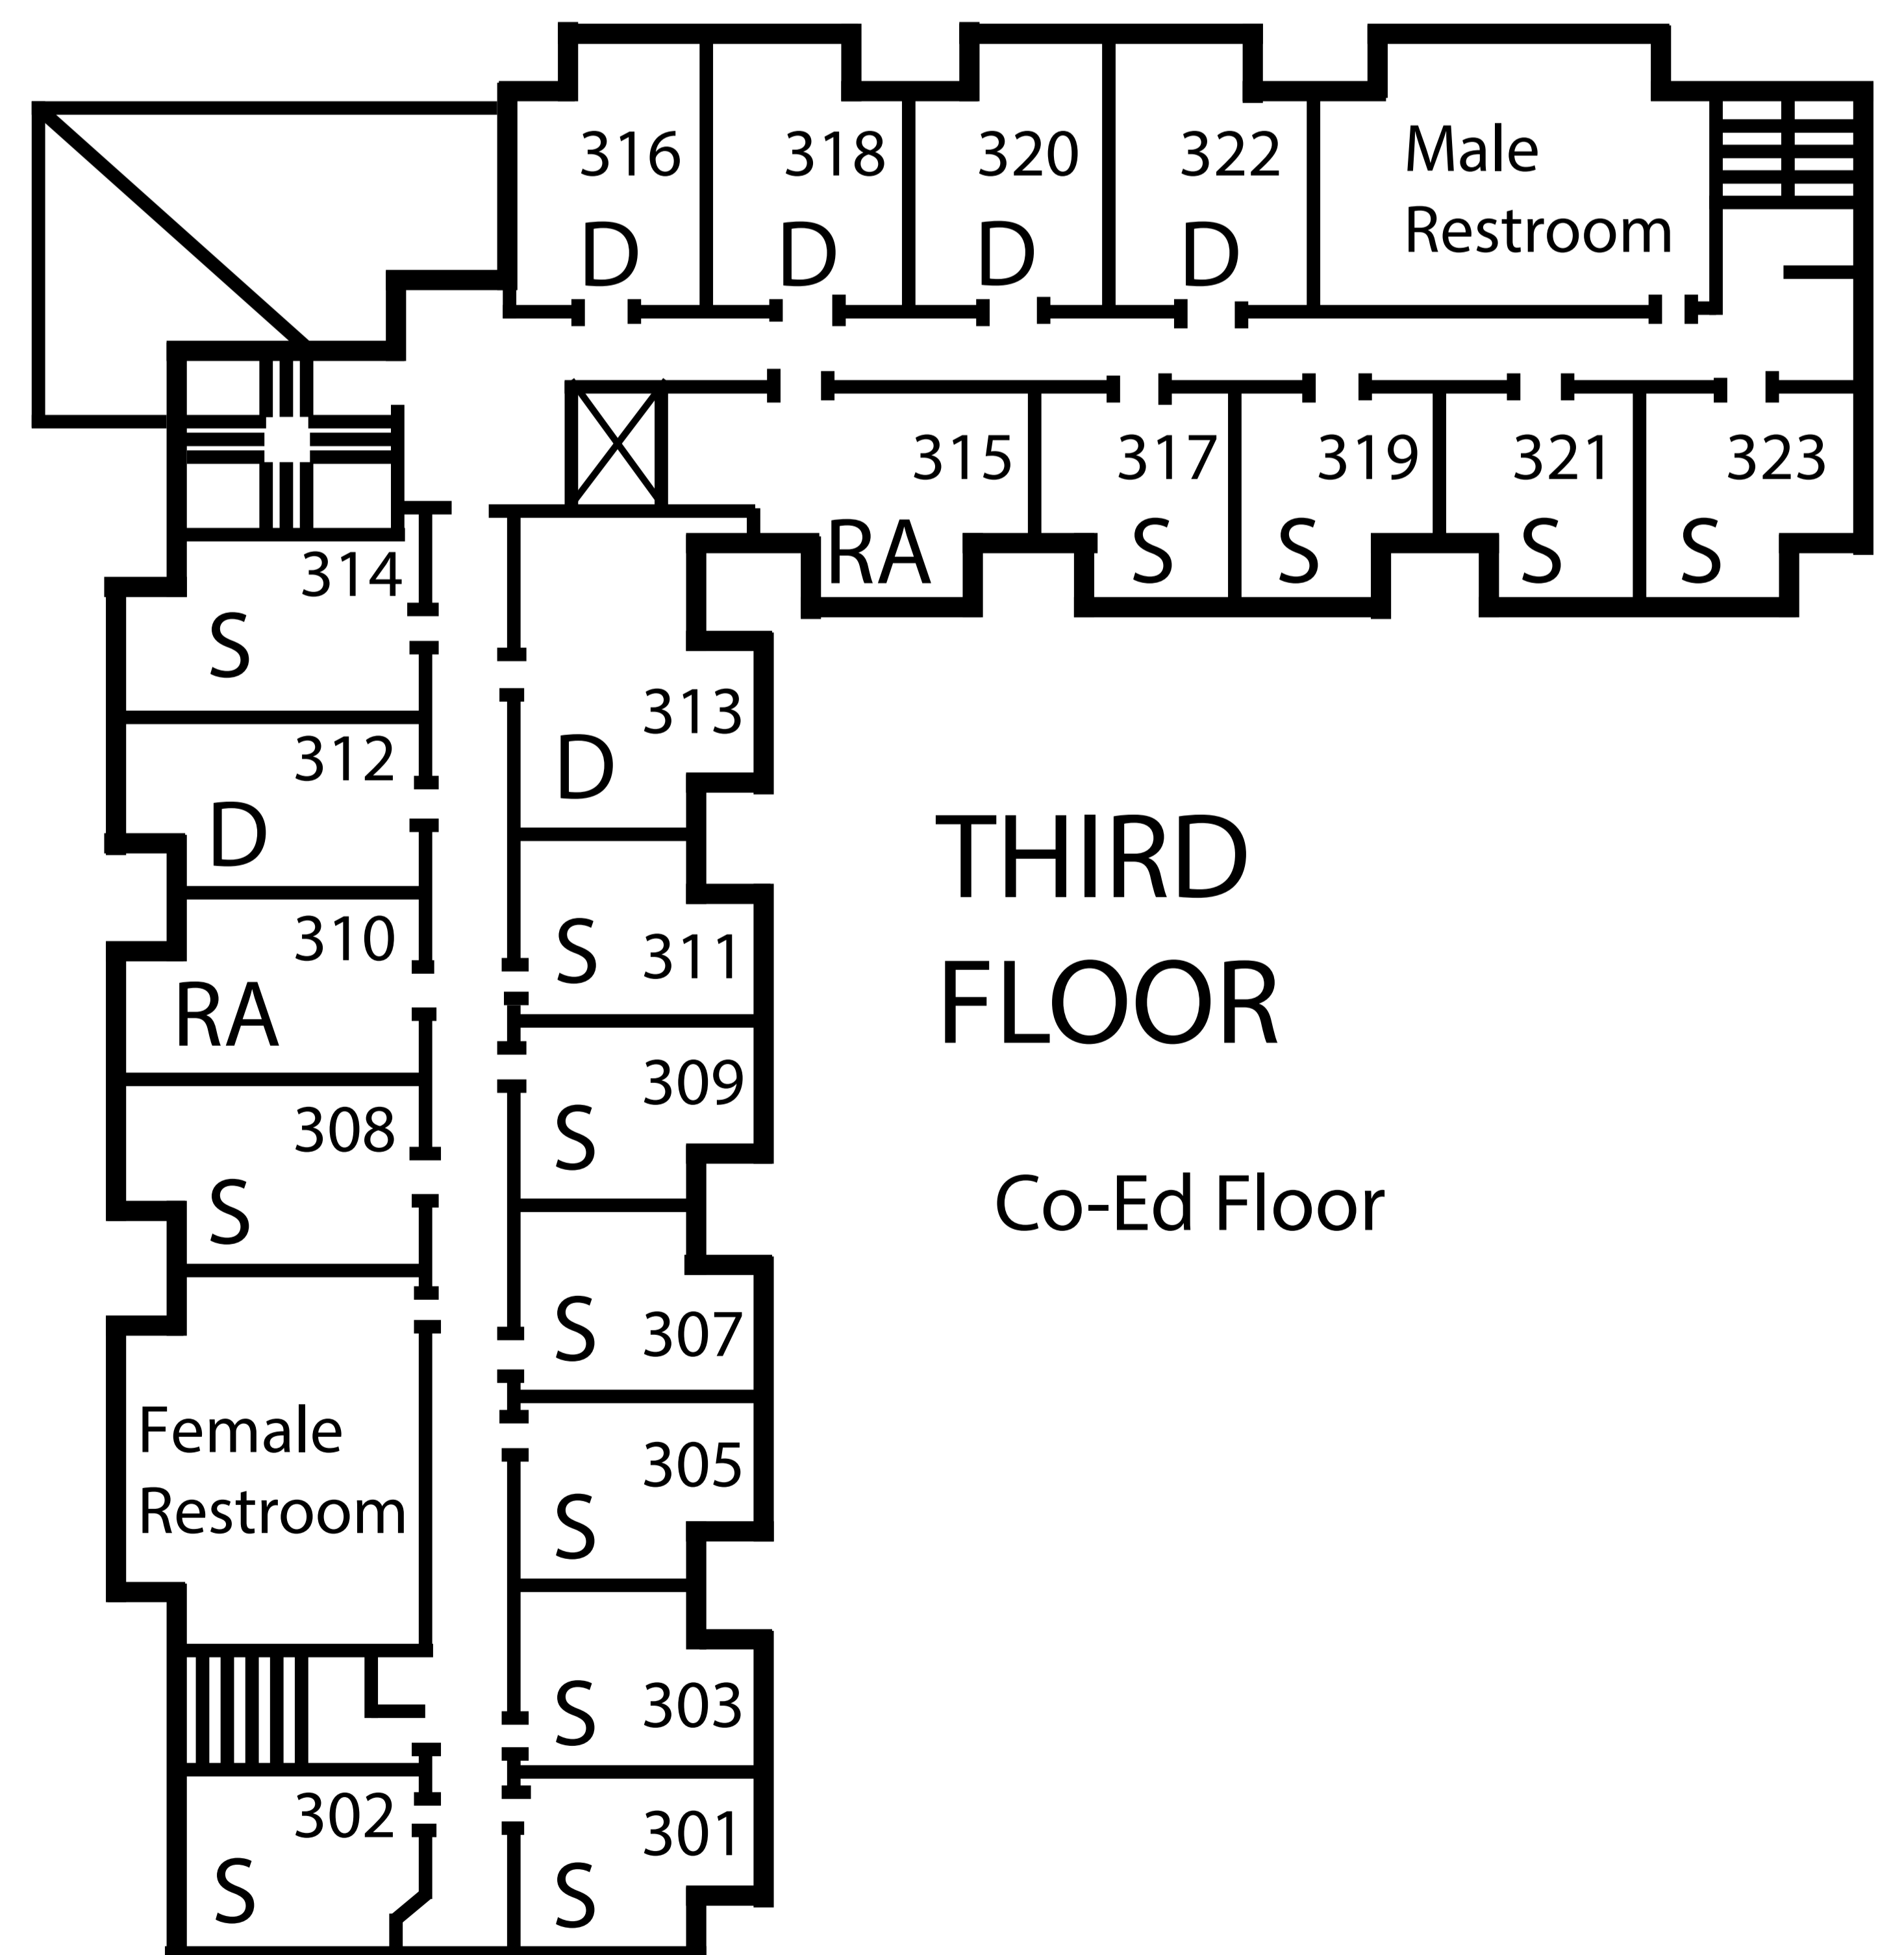 316
318
320
322
Male
Restroom
D
D
D
D
315
317
319
321
323
RA
S
S
S
S
314
S
313
312
D
D
310
S
311
RA
309
308
S
S
S
307
Female
Restroom
305
S
S
303
302
301
S
S
THIRD
FLOOR
Co-Ed Floor